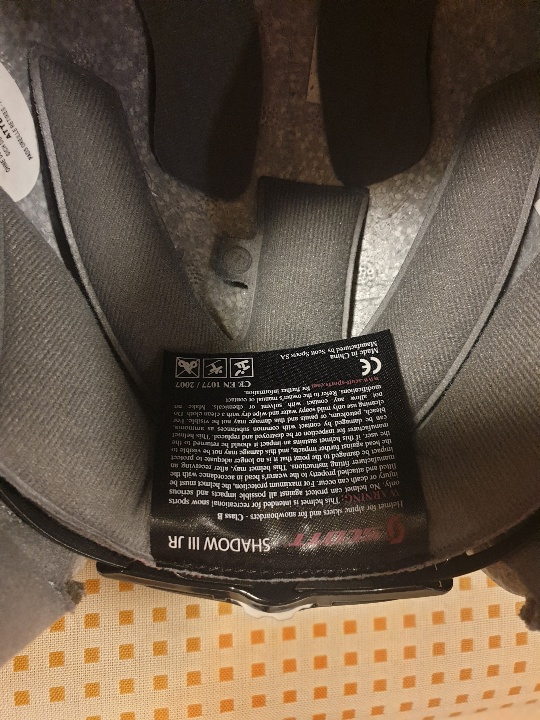 SCOTT SHADOW III JR
Helmet for alpine skiers and for snowboarders - Class B
WARNING: This helmet is intended for recreational snow sports
only. No helmet can protect against all possible impacts and serious
injury or death can occur. For maximum protection, the helmet must be
fitted and attached properly to the wearer's head in accordance with the
manufacturer fitting instructions. This helmet may, after receiving an
impact be damaged to the point that it is no longer adequate to protect
the head against further impacts, and this damage may not be visible to
the user. If this helmet sustains an impact it should be returned to the
manufacturer for inspection or be destroyed and replaced. This helmet
can be damaged by contact with common substances as ammonia,
bleach, petroleum, or paints and this damage may not be visible. For
cleaning use only mild soapy water and wipe dry with a clean cloth. Do
not allow any contact with solvent or chemicals. Make no
modifications. Refer to the owner's manual or contact
www.scott-sports.com for further information.
CE CE EN 1077 / 2007
Made in China
Manufactured by Scott Sports SA
ATTE